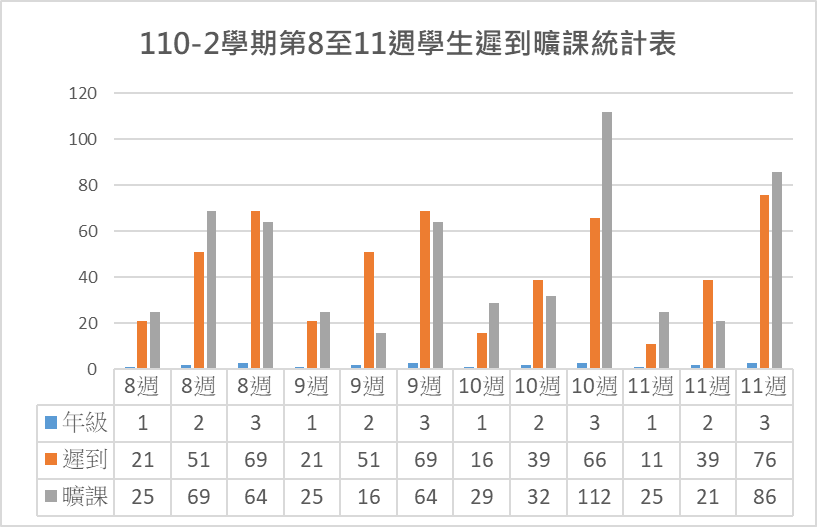 110-2學期第8至11週學生遲到曠課統計表
120
100
80
60
40
20
0
8週 8週 8週 9週 9週 9週 10週 10週 10週 11週 11週 11週
年級 1 2 3 1 2 3 1 2 3 1 2 3
遲到 21 51 69 21 51 69 16 39 66 11 39 76
曠課 25 69 64 25 16 64 29 32 112 25 21 86